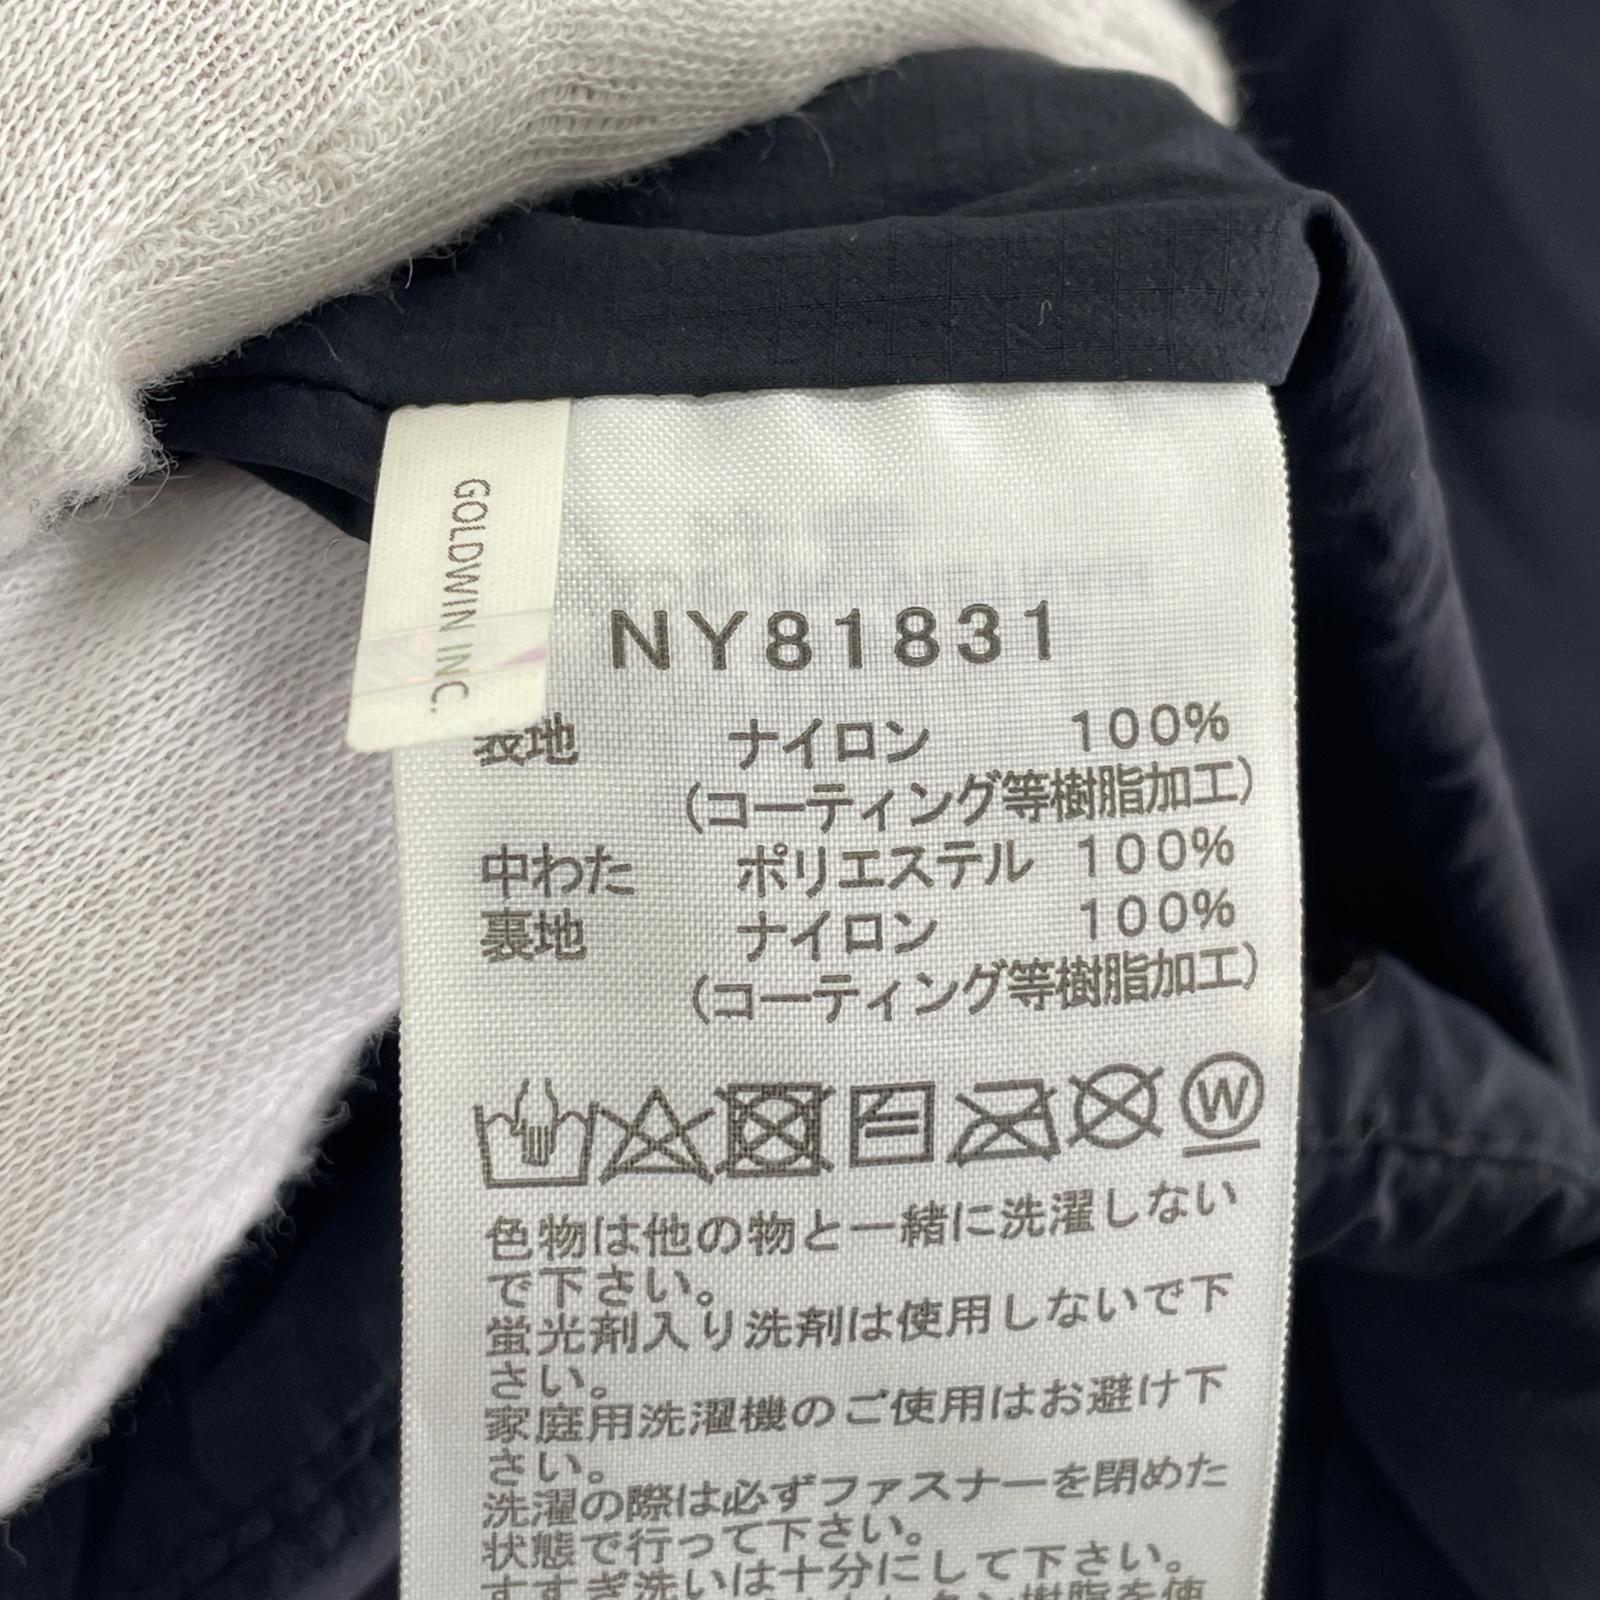 GOLDWIN INC.
NY81831
表地 ナイロン 100%
(コーティング等樹脂加工)
中わた ポリエステル 100%
裏地 ナイロン 100%
(コーティング等樹脂加工)
W
色物は他の物と一緒に洗濯しない
で下さい。
蛍光剤入り洗剤は使用しないで下
さい。
家庭用洗濯機のご使用はお避け下
さい。
洗濯の際は必ずファスナーを閉めた
状態で行って下さい。
すすぎ洗いは十分にして下さい。
樹脂を使